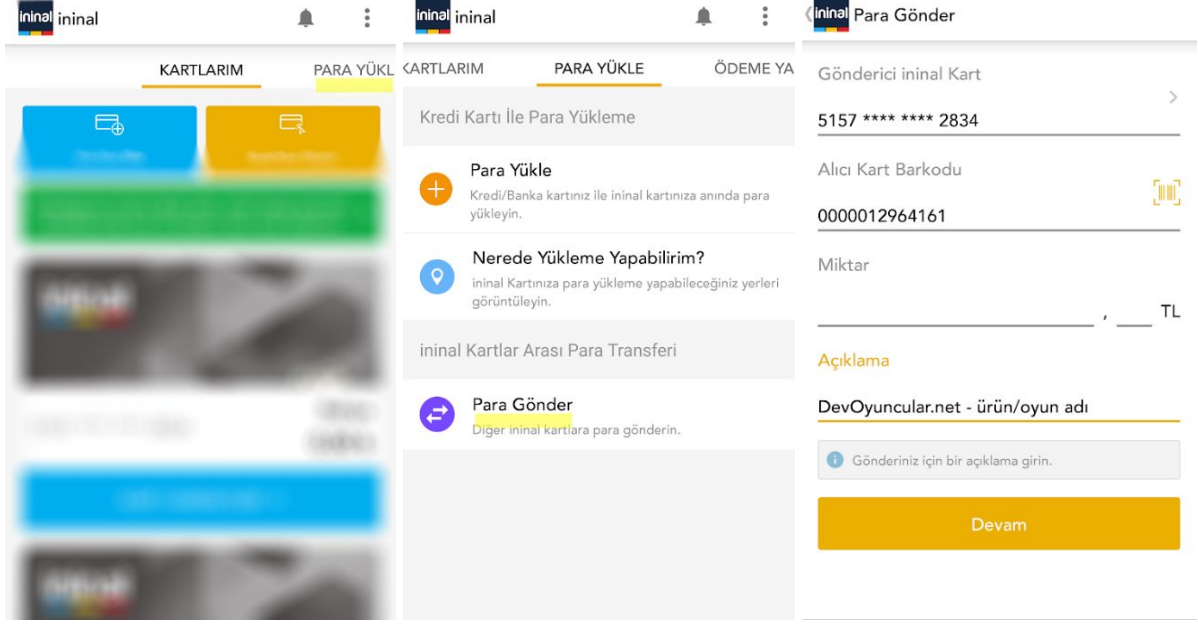 ininal ininal
KARTLARIM PARA YÜKL
ininal
ininal
ininal ininal
KARTLARIM PARA YÜKLE ÖDEME YA
Kredi Kartı İle Para Yükleme
Para Yükle
Kredi/Banka kartınız ile ininal kartınıza anında para
yükleyin.
Nerede Yükleme Yapabilirim?
ininal Kartınıza para yükleme yapabileceğiniz yerleri
görüntüleyin.
ininal Kartlar Arası Para Transferi
Para Gönder
Diğer ininal kartlara para gönderin.
ininal Para Gönder
Gönderici ininal Kart
5157 **** **** 2834
Alıcı Kart Barkodu
0000012964161
Miktar
, TL
Açıklama
DevOyuncular.net - ürün/oyun adı
Gönderiniz için bir açıklama girin.
Devam